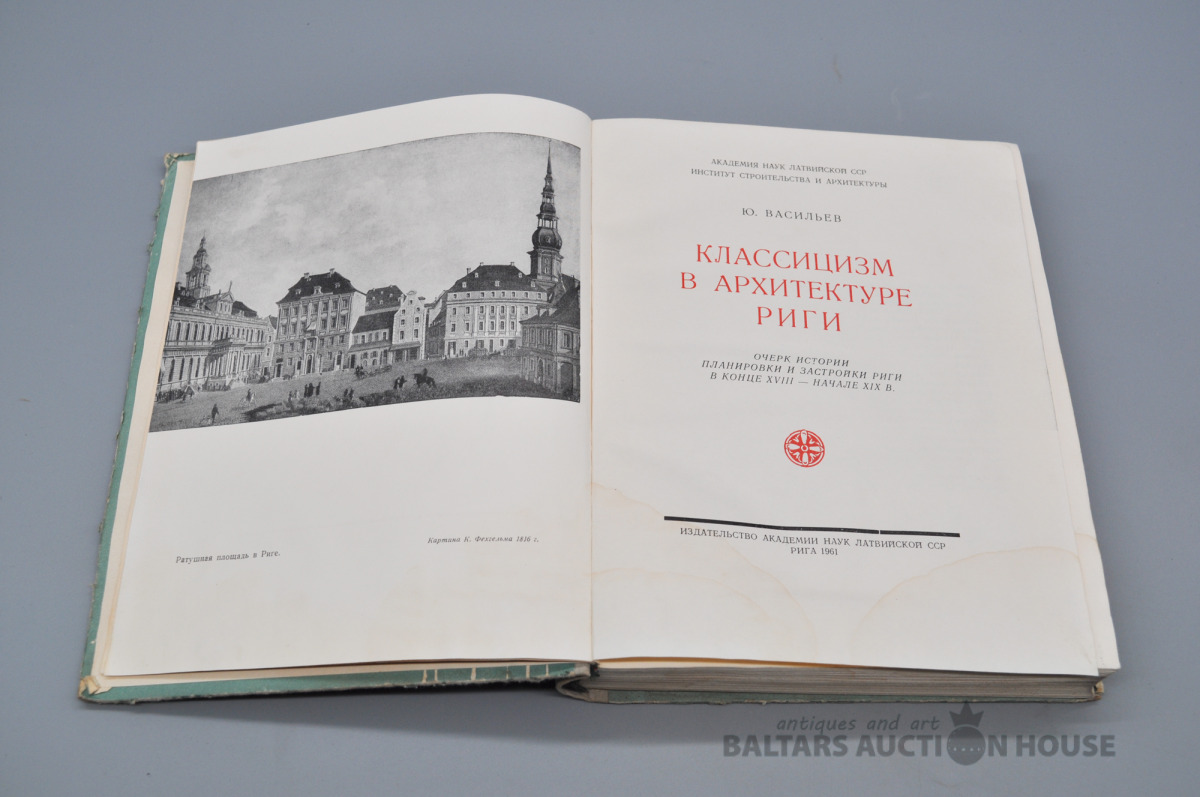 Ратушная площадь в Риге.
Картина К. Фехгельма 1816 г.
АКАДЕМИЯ НАУК ЛАТВИЙСКОЙ ССР
ИНСТИТУТ СТРОИТЕЛЬСТВА И АРХИТЕКТУРЫ
Ю. ВАСИЛЬЕВ
КЛАССИЦИЗМ
В АРХИТЕКТУРЕ
РИГИ
ОЧЕРК ИСТОРИИ
ПЛАНИРОВКИ И ЗАСТРОЙКИ РИГИ
В КОНЦЕ XVIII — НАЧАЛЕ XIX В.
ИЗДАТЕЛЬСТВО АКАДЕМИИ НАУК ЛАТВИЙСКОЙ ССР
РИГА 1961
antiques and art
BALTARS AUCTION HOUSE